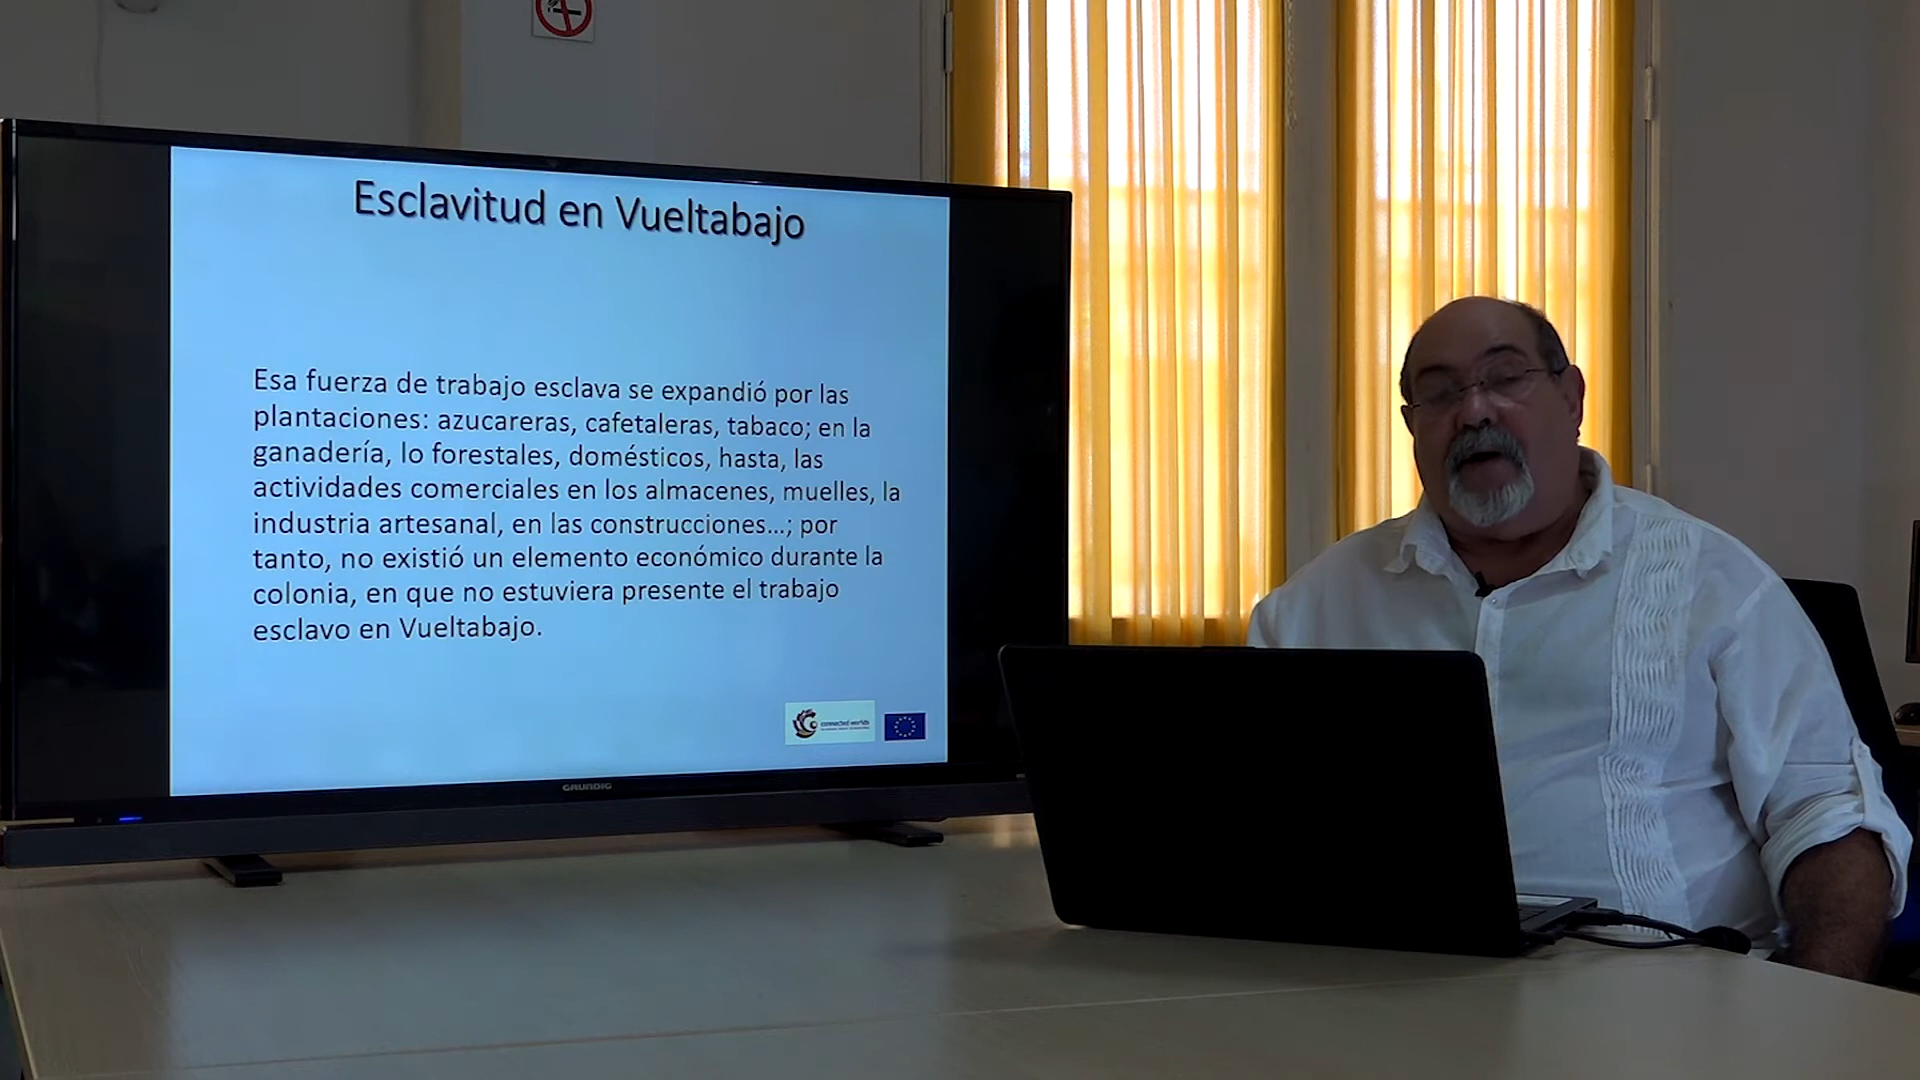 Esclavitud en Vueltabajo
Esa fuerza de trabajo esclava se expandió por las
plantaciones: azucareras, cafetaleras, tabaco; en la
ganadería, lo forestales, domésticos, hasta, las
actividades comerciales en los almacenes, muelles, la
industria artesanal, en las construcciones...; por
tanto, no existió un elemento económico durante la
colonia, en que no estuviera presente el trabajo
esclavo en Vueltabajo.
connected worlds
GRUNDIG